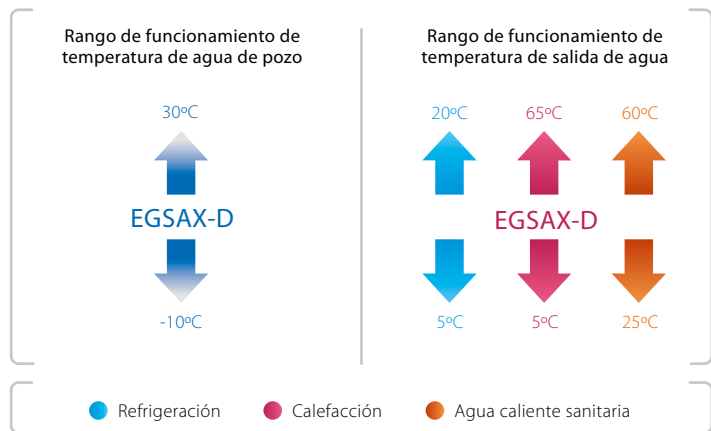 Rango de funcionamiento de
temperatura de agua de pozo
30ºC
EGSAX-D
-10ºC
Rango de funcionamiento de
temperatura de salida de agua
20ºC 65ºC 60ºC
EGSAX-D
5ºC 5ºC 25ºC
Refrigeración Calefacción Agua caliente sanitaria